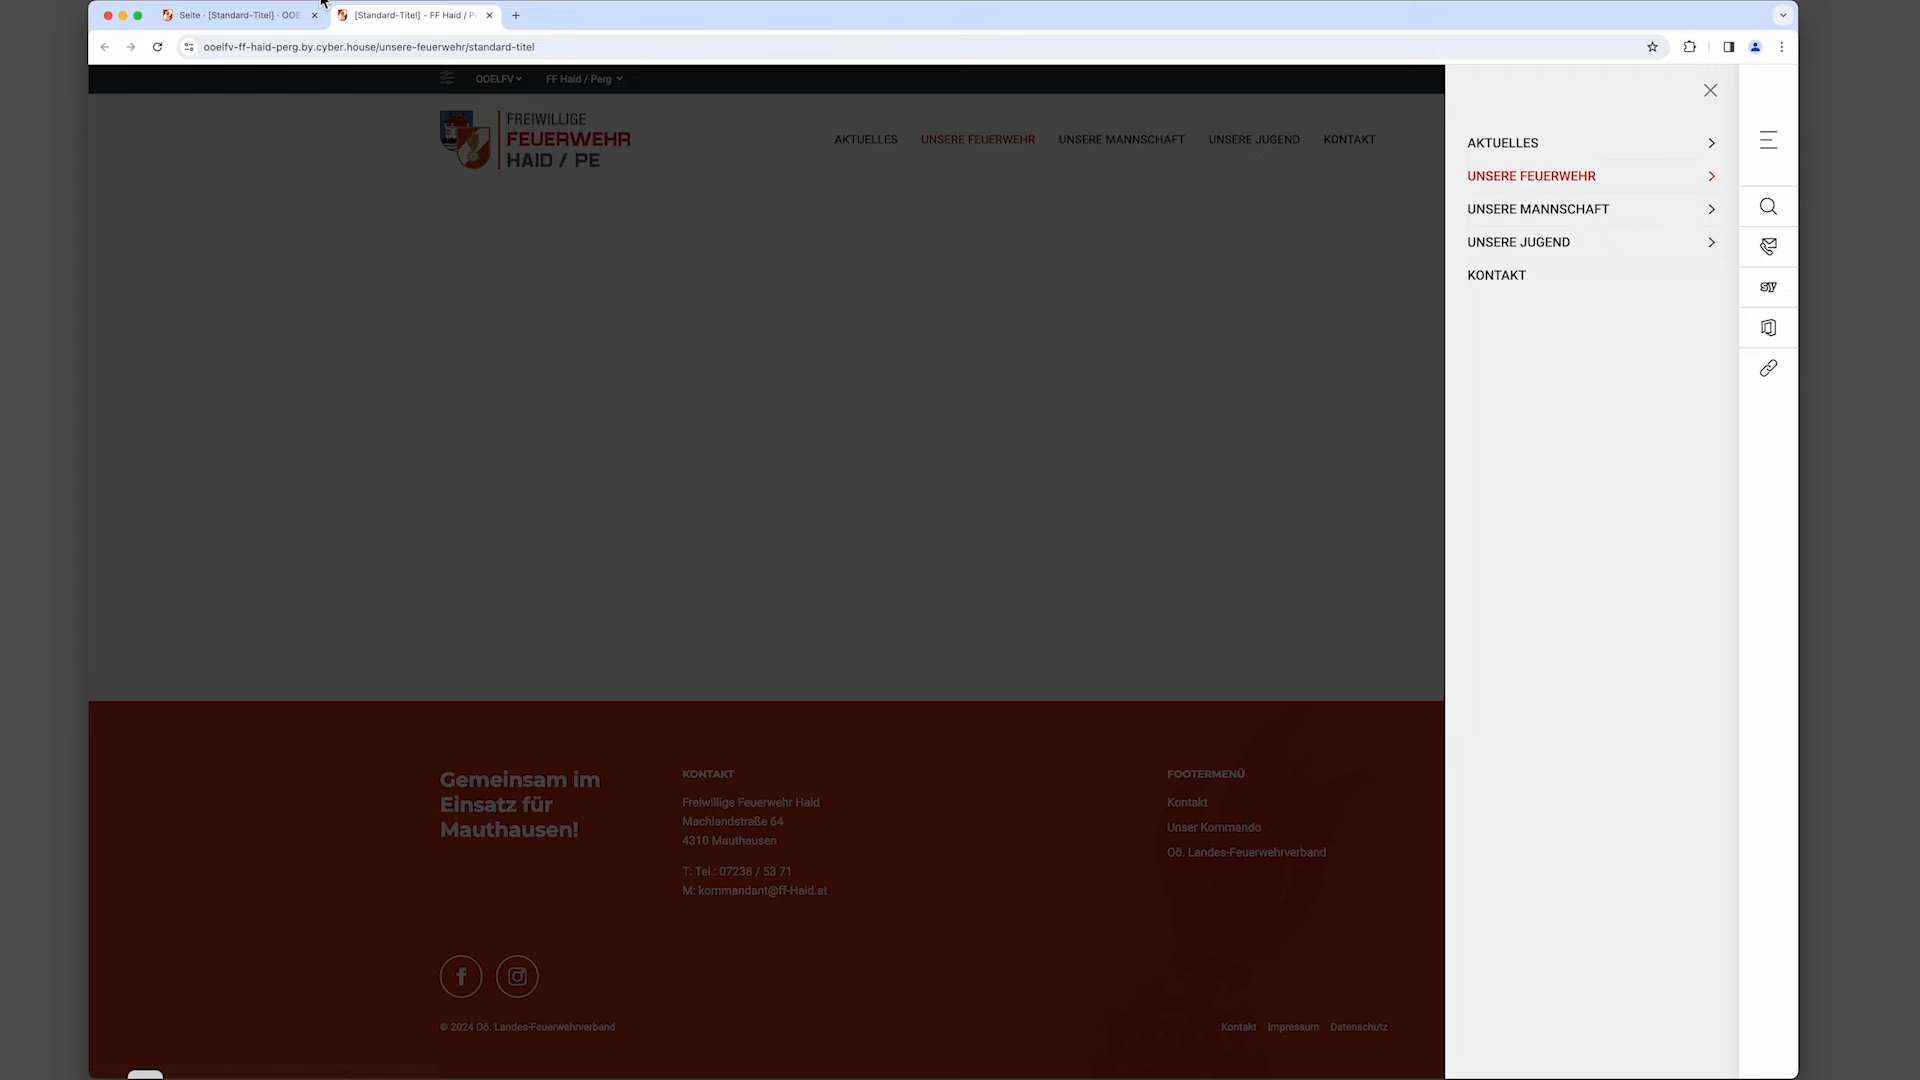 Seite · [Standard-Titel] · OOE
[Standard-Titel] - FF Haid / P
ooelfv-ff-haid-perg.by.cyber.house/unsere-feuerwehr/standard-titel
OOELFV
FF Haid / Perg
FREIWILLIGE
FEUERWEHR
HAID / PE
AKTUELLES
UNSERE FEUERWEHR
UNSERE MANNSCHAFT
UNSERE JUGEND
KONTAKT
AKTUELLES
UNSERE FEUERWEHR
UNSERE MANNSCHAFT
UNSERE JUGEND
KONTAKT
sy
Gemeinsam im
Einsatz für
Mauthausen!
KONTAKT
Freiwillige Feuerwehr Haid
Machlandstraße 64
4310 Mauthausen
T: Tel.: 07238 / 53 71
M: kommandant@ff-Haid.at
FOOTERMENÜ
Kontakt
Unser Kommando
Oö. Landes-Feuerwehrverband
© 2024 Oö. Landes-Feuerwehrverband
Kontakt
Impressum
Datenschutz